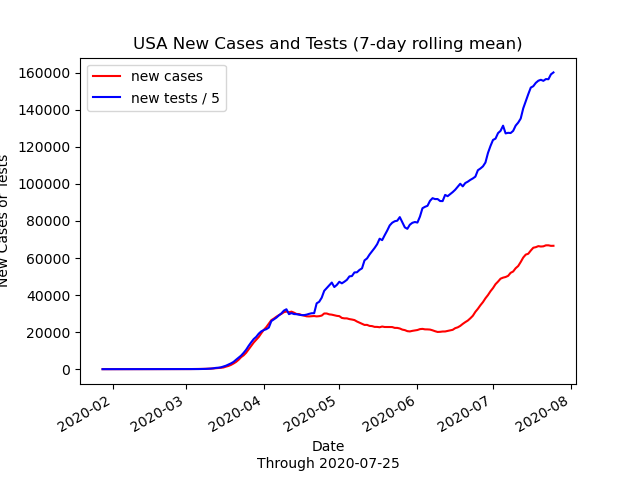 USA New Cases and Tests (7-day rolling mean)
new cases
new tests / 5
160000
140000
120000
100000
80000
60000
40000
20000
0
New Cases or Tests
2020-02
2020-03
2020-04
2020-05
2020-06
2020-07
2020-08
Date
Through 2020-07-25